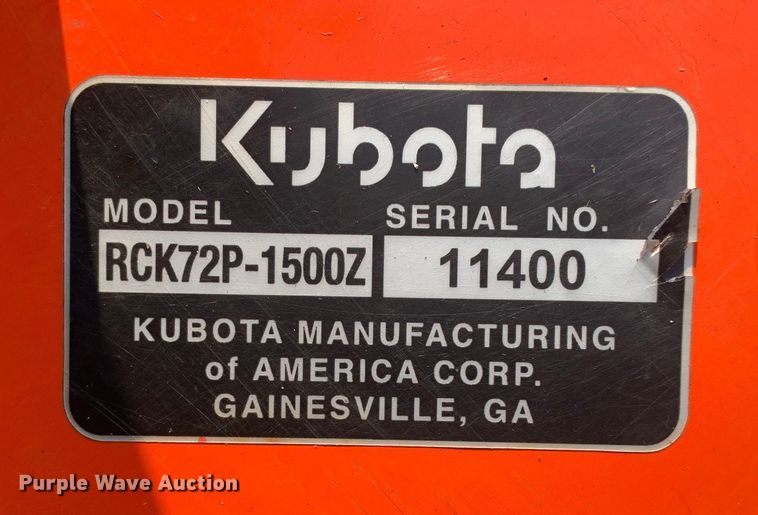 Kubota
MODEL SERIAL NO.
RCK72P-1500Z 11400
KUBOTA MANUFACTURING
of AMERICA CORP.
GAINESVILLE, GA
Purple Wave Auction